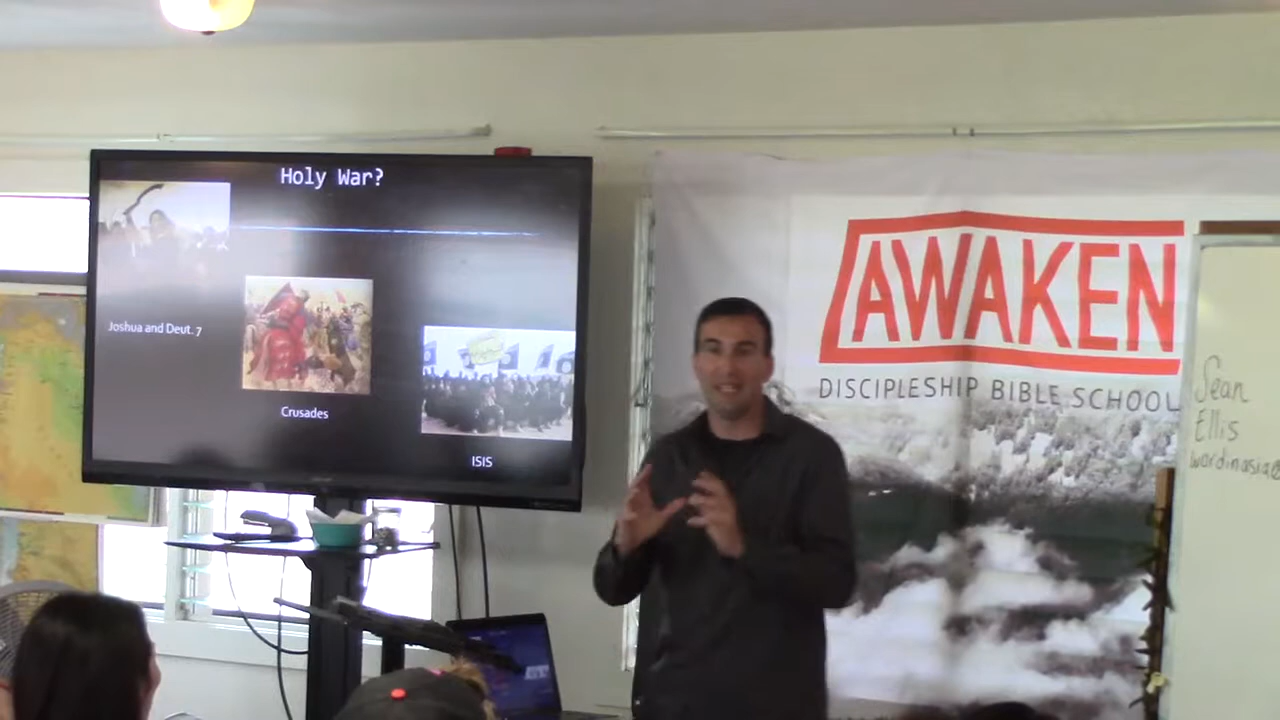 Holy War?
Joshua and Deut. 7
Crusades
ISIS
AWAKEN
DISCIPLESHIP BIBLE SCHOOL
Sean
Ellis